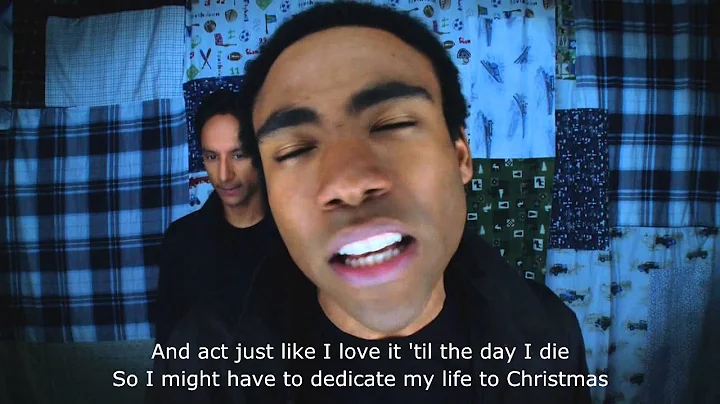 And act just like I love it 'til the day I die
So I might have to dedicate my life to Christmas